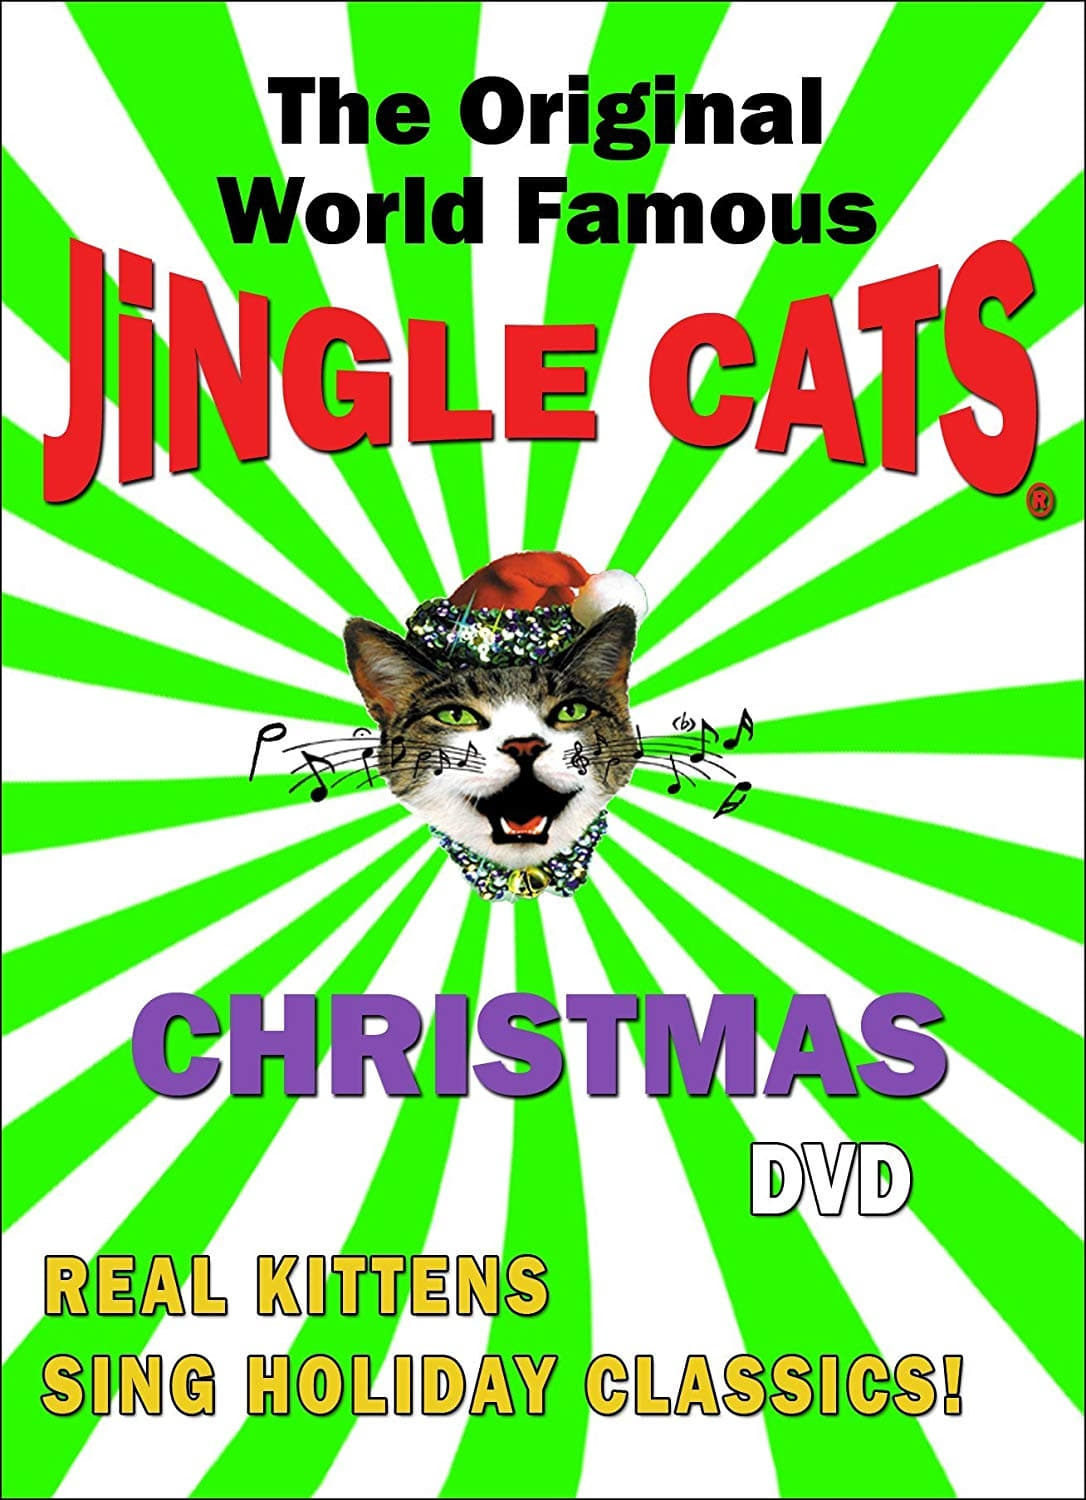 The Original
World Famous
JiNGLE CATS®
(b)
CHRISTMAS
DVD
REAL KITTENS
SING HOLIDAY CLASSICS!